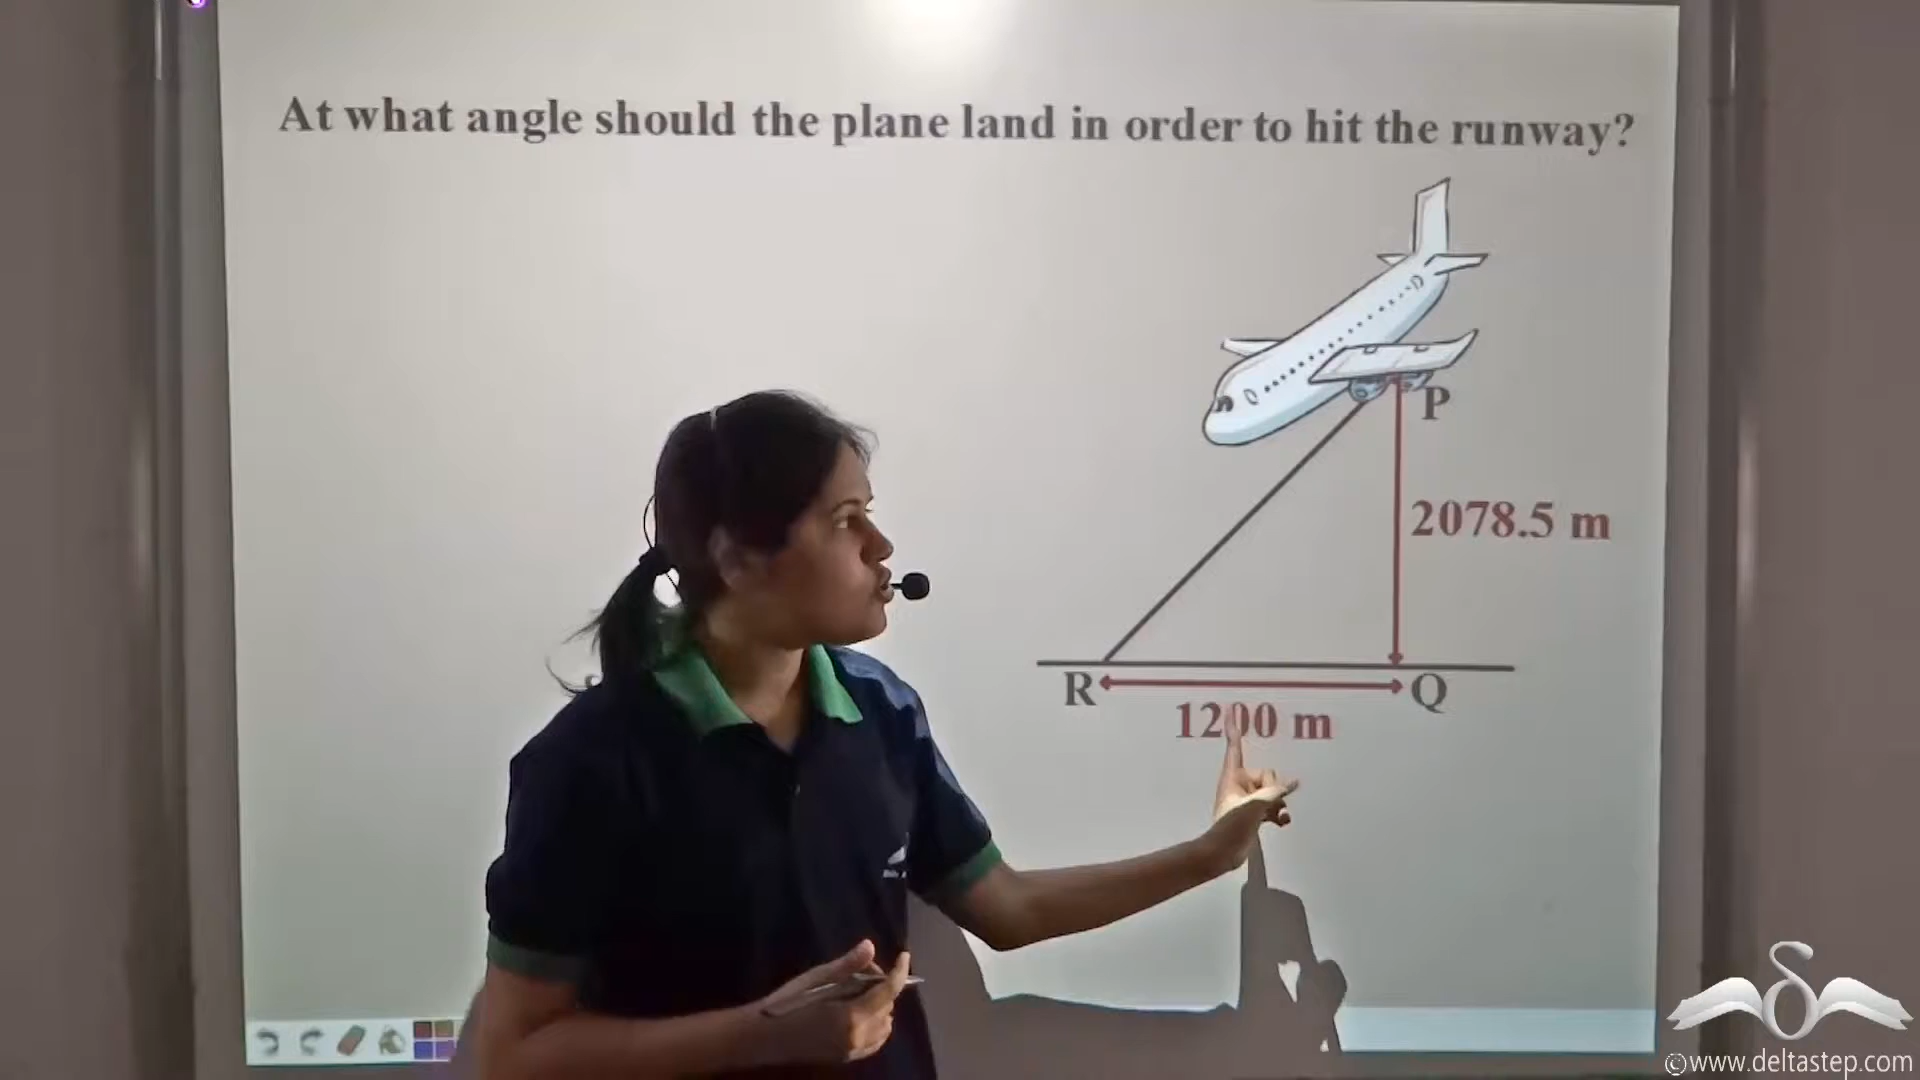 At what angle should the plane land in order to hit the runway?
P
2078.5 m
R
Q
1200 m
©www.deltastep.com